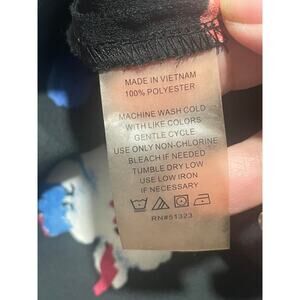 MADE IN VIETNAM
100% POLYESTER
MACHINE WASH COLD
WITH LIKE COLORS
GENTLE CYCLE
USE ONLY NON-CHLORINE
BLEACH IF NEEDED
TUMBLE DRY LOW
USE LOW IRON
IF NECESSARY
RN#51323